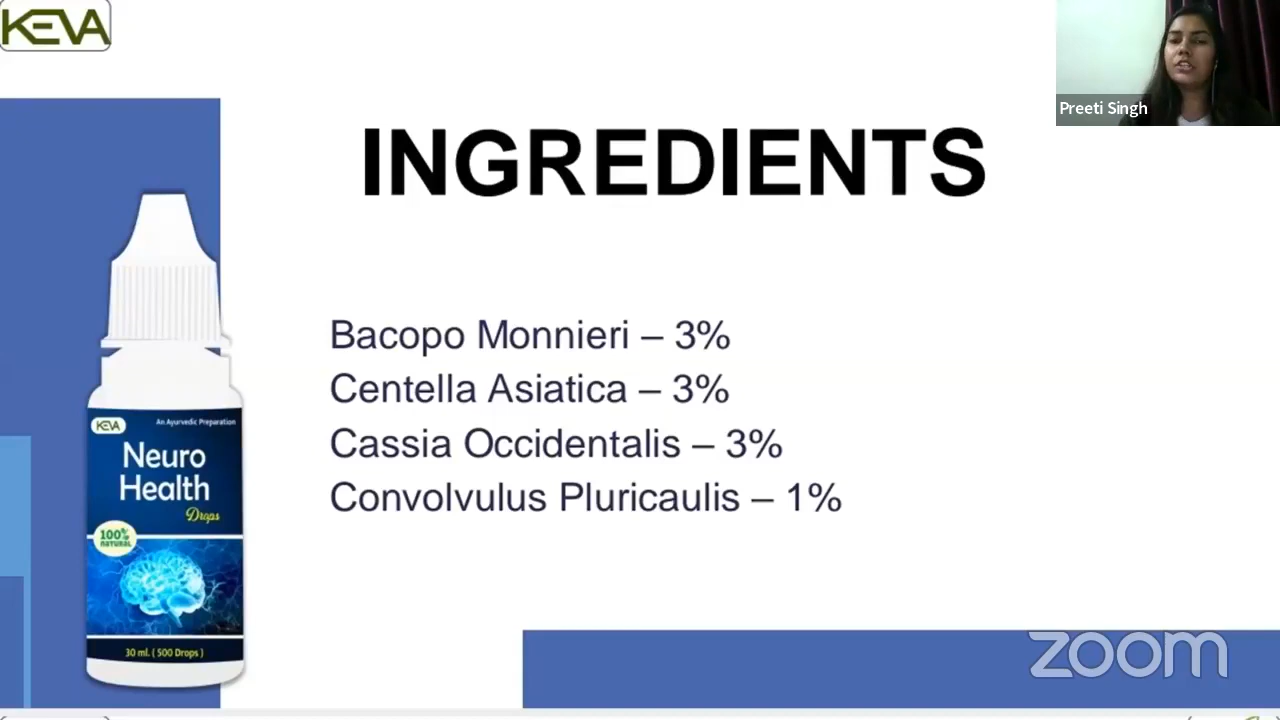 KEVA
Preeti Singh
INGREDIENTS
Bacopo Monnieri – 3%
Centella Asiatica – 3%
Cassia Occidentalis – 3%
Convolvulus Pluricaulis – 1%
KEVA
An Ayurvedic Preparation
Neuro
Health
Drops
100%
NATURAL
30 ml. ( 500 Drops )
zoom